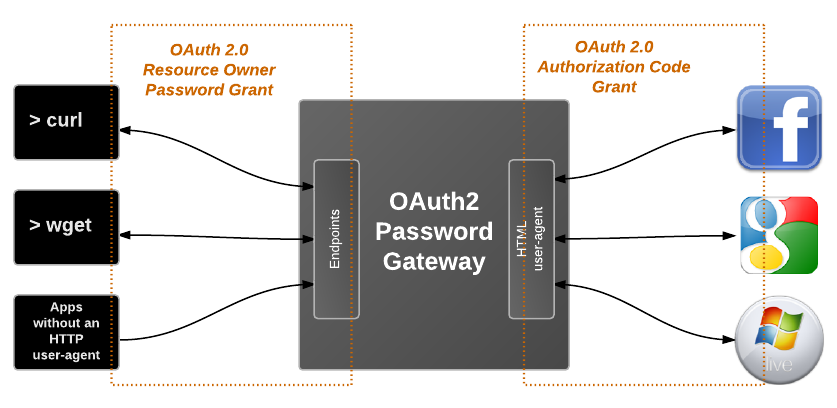 OAuth 2.0
Resource Owner
Password Grant
OAuth 2.0
Authorization Code
Grant
> curl
> wget
Apps
without an
HTTP
user-agent
Endpoints
OAuth2
Password
Gateway
HTML
user-agent
f
g
live